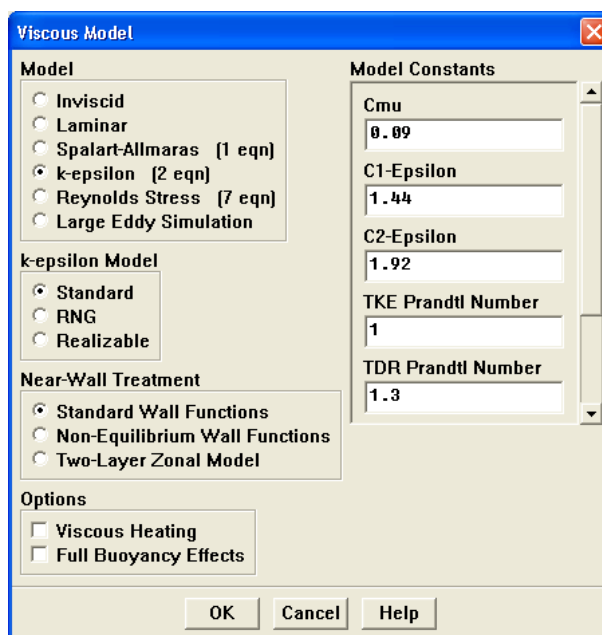 Viscous Model
Model
Inviscid
Laminar
Spalart-Allmaras (1 eqn)
k-epsilon (2 eqn)
Reynolds Stress (7 eqn)
Large Eddy Simulation
k-epsilon Model
Standard
RNG
Realizable
Near-Wall Treatment
Standard Wall Functions
Non-Equilibrium Wall Functions
Two-Layer Zonal Model
Options
Viscous Heating
Full Buoyancy Effects
Model Constants
Cmu
0.09
C1-Epsilon
1.44
C2-Epsilon
1.92
TKE Prandtl Number
1
TDR Prandtl Number
1.3
OK Cancel Help